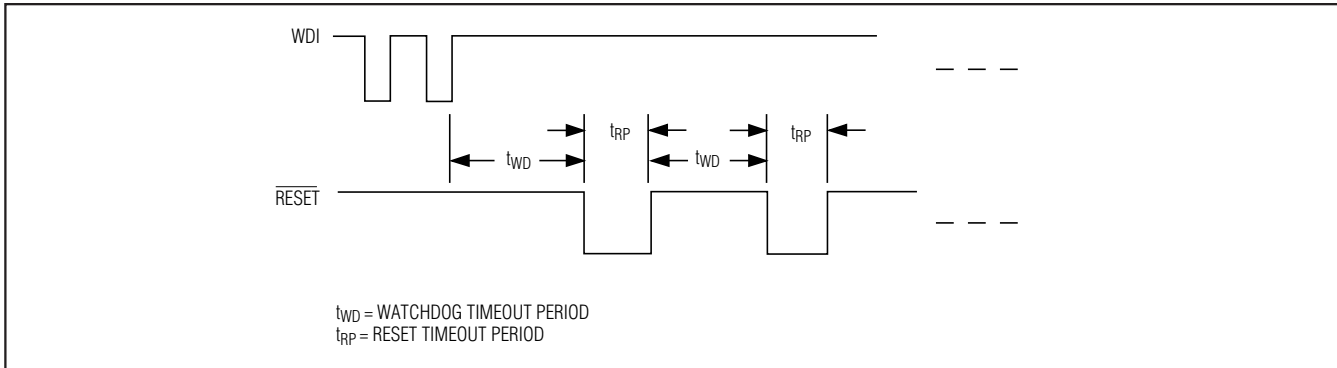 WDI
tRP tRP
tWD tWD
RESET
tWD = WATCHDOG TIMEOUT PERIOD
tRP = RESET TIMEOUT PERIOD